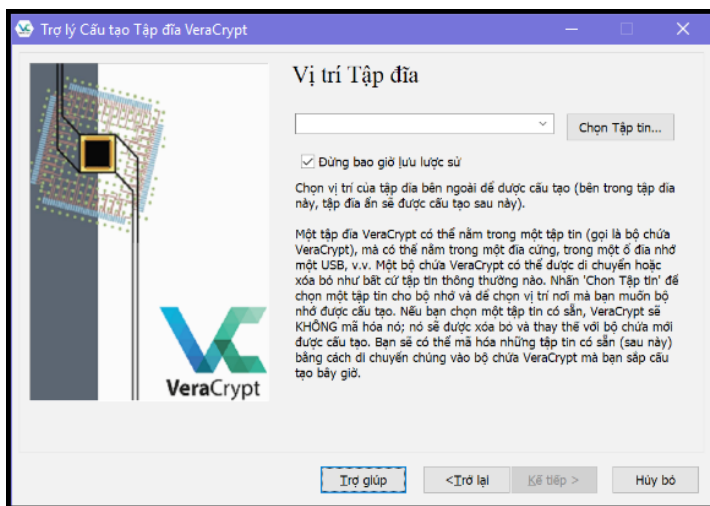 Trợ lý Cấu tạo Tập đĩa VeraCrypt
Vị trí Tập đĩa
Chọn Tập tin...
Đừng bao giờ lưu lược sử
Chọn vị trí của tập đĩa bên ngoài để được cấu tạo (bên trong tập đĩa
này, tập đĩa ẩn sẽ được cấu tạo sau này).
Một tập đĩa VeraCrypt có thể nằm trong một tập tin (gọi là bộ chứa
VeraCrypt), mà có thể nằm trong một đĩa cứng, trong một ổ đĩa nhớ
một USB, v.v. Một bộ chứa VeraCrypt có thể được di chuyển hoặc
xóa bỏ như bất cứ tập tin thông thường nào. Nhấn 'Chon Tập tin' để
chọn một tập tin cho bộ nhớ và để chọn vị trí nơi mà bạn muốn bộ
nhớ được cấu tạo. Nếu bạn chọn một tập tin có sẵn, VeraCrypt sẽ
KHÔNG mã hóa nó; nó sẽ được xóa bỏ và thay thế với bộ chứa mới
được cấu tạo. Bạn sẽ có thể mã hóa những tập tin có sẵn (sau này)
bằng cách di chuyển chúng vào bộ chứa VeraCrypt mà bạn sắp cấu
tạo bây giờ.
VeraCrypt
Trợ giúp
<Trở lại
Kế tiếp >
Hủy bỏ